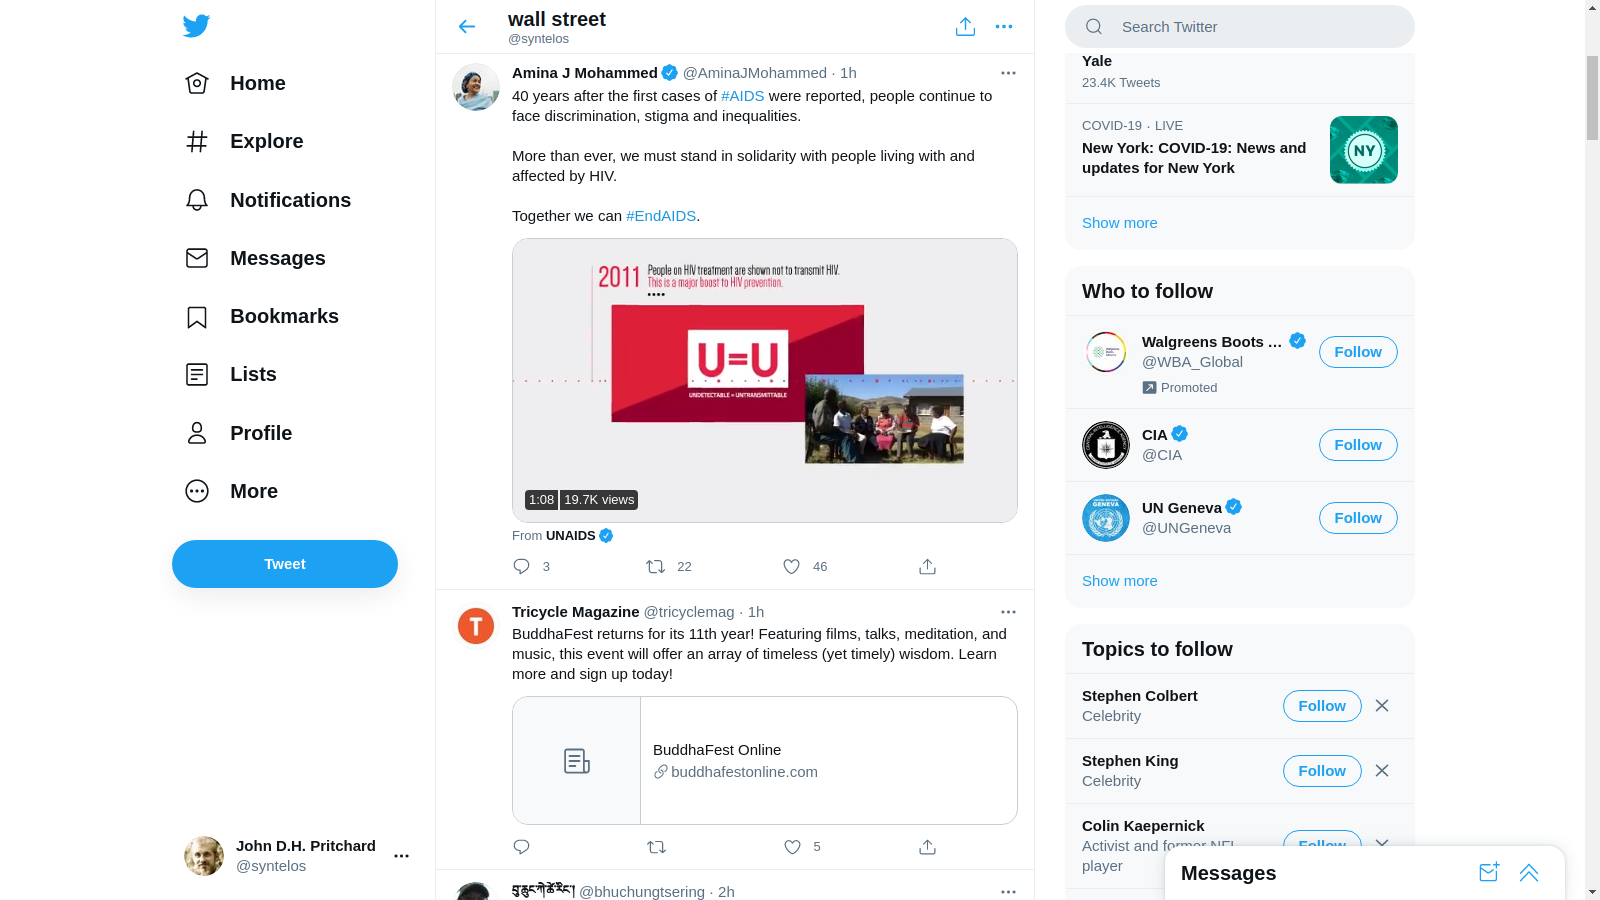 Home
Explore
Notifications
Messages
Bookmarks
Lists
Profile
More
Tweet
John D.H. Pritchard
@syntelos
wall street
@syntelos
Amina J Mohammed @AminaJMohammed · 1h
40 years after the first cases of #AIDS were reported, people continue to
face discrimination, stigma and inequalities.
More than ever, we must stand in solidarity with people living with and
affected by HIV.
Together we can #EndAIDS.
2011
People on HIV treatment are shown not to transmit HIV.
This is a major boost to HIV prevention.
U=U
UNDETECTABLE = UNTRANSMITTABLE
1:08 19.7K views
From UNAIDS
3 22 46
Tricycle Magazine @tricyclemag · 1h
BuddhaFest returns for its 11th year! Featuring films, talks, meditation, and
music, this event will offer an array of timeless (yet timely) wisdom. Learn
more and sign up today!
BuddhaFest Online
buddhafestonline.com
5
@bhuchungtsering · 2h
Search Twitter
Yale
23.4K Tweets
COVID-19 · LIVE
New York: COVID-19: News and
updates for New York
NY
Show more
Who to follow
Walgreens Boots ...
@WBA_Global
Promoted
Follow
CIA
@CIA
Follow
UN Geneva
@UNGeneva
Follow
GENEVA
Show more
Topics to follow
Stephen Colbert
Celebrity
Follow
Stephen King
Celebrity
Follow
Colin Kaepernick
Activist and former NFL
player
Follow
Messages